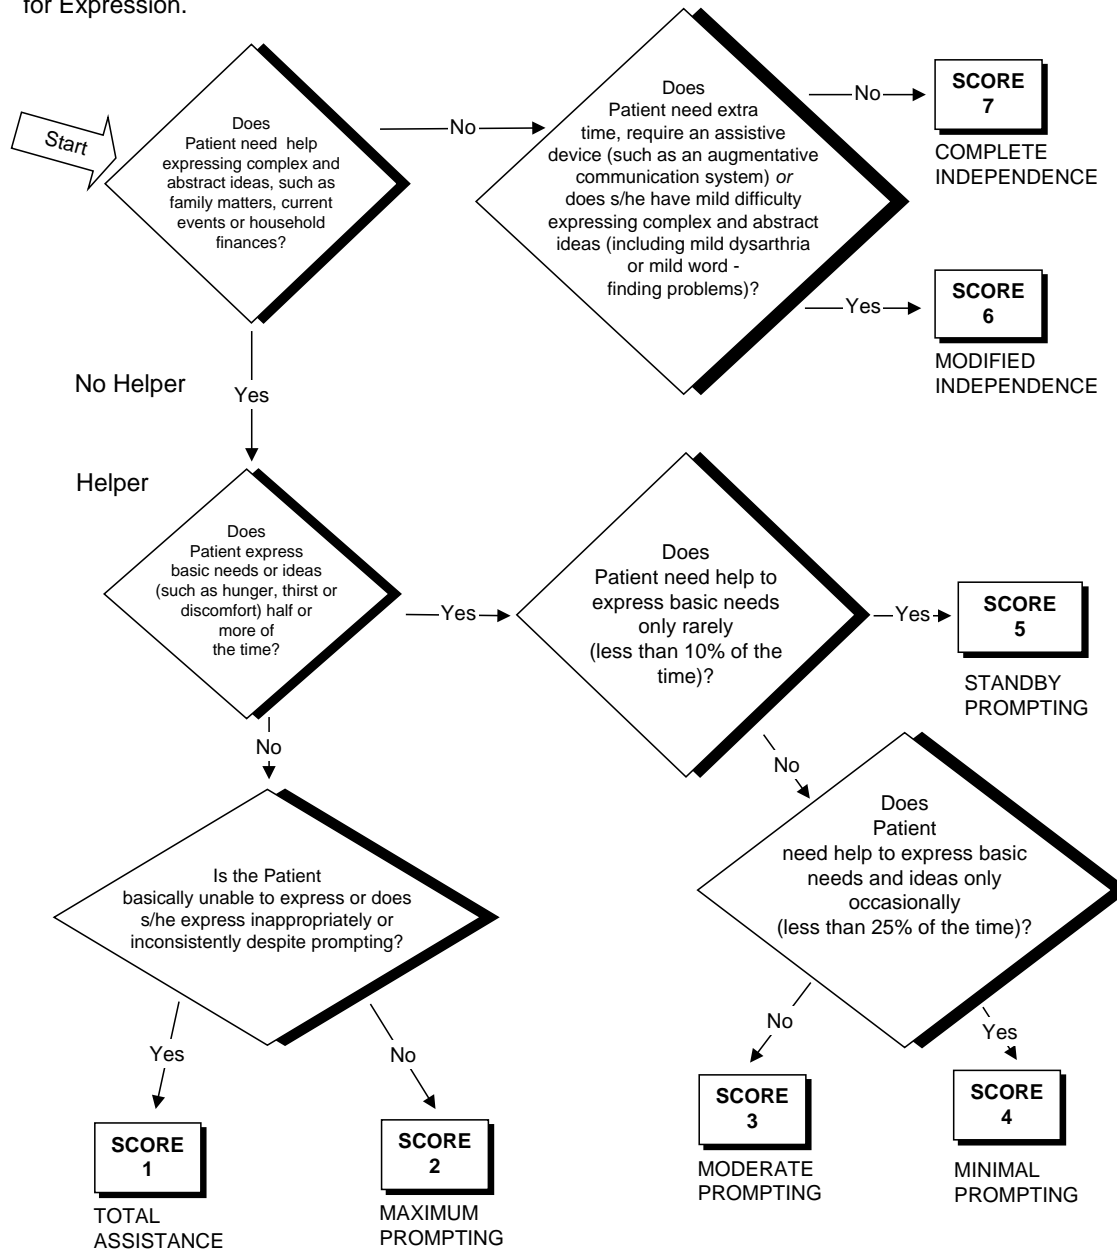 for Expression.
Start
Does
Patient need help
expressing complex and
abstract ideas, such as
family matters, current
events or household
finances?
No
Does
Patient need extra
time, require an assistive
device (such as an augmentative
communication system) or
does s/he have mild difficulty
expressing complex and abstract
ideas (including mild dysarthria
or mild word -
finding problems)?
No
SCORE
7
COMPLETE
INDEPENDENCE
Yes
SCORE
6
MODIFIED
INDEPENDENCE
No Helper
Yes
Helper
Does
Patient express
basic needs or ideas
(such as hunger, thirst or
discomfort) half or
more of
the time?
Yes
Does
Patient need help to
express basic needs
only rarely
(less than 10% of the
time)?
Yes
SCORE
5
STANDBY
PROMPTING
No
No
Does
Patient
need help to express basic
needs and ideas only
occasionally
(less than 25% of the time)?
Is the Patient
basically unable to express or does
s/he express inappropriately or
inconsistently despite prompting?
Yes
No
No
Yes
SCORE
1
TOTAL
ASSISTANCE
SCORE
2
MAXIMUM
PROMPTING
SCORE
3
MODERATE
PROMPTING
SCORE
4
MINIMAL
PROMPTING